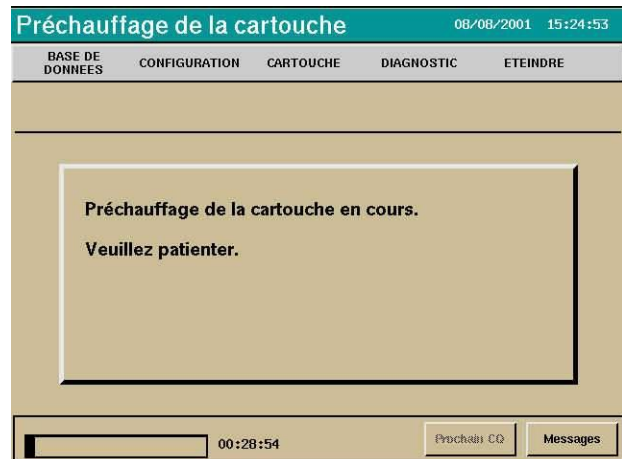 Préchauffage de la cartouche 08/08/2001 15:24:53
BASE DE DONNEES CONFIGURATION CARTOUCHE DIAGNOSTIC ETEINDRE
Préchauffage de la cartouche en cours.
Veuillez patienter.
00:28:54 Prochain CQ Messages